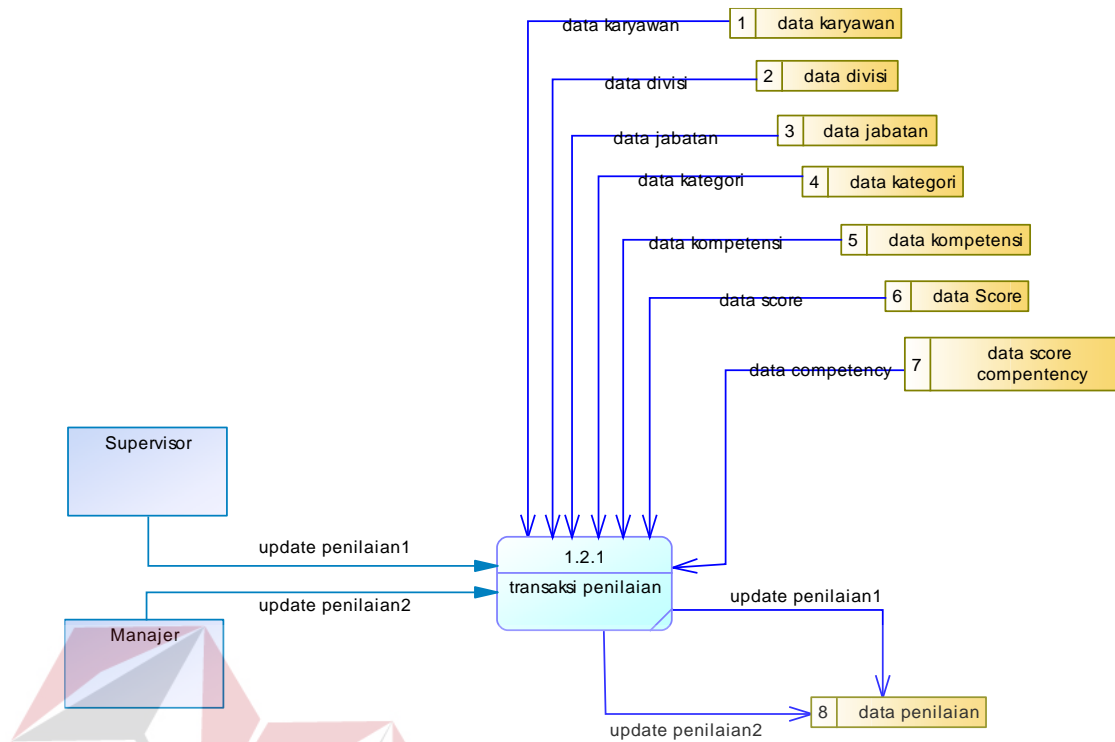 data karyawan
1 data karyawan
data divisi
2 data divisi
data jabatan
3 data jabatan
data kategori
4 data kategori
data kompetensi
5 data kompetensi
data score
6 data Score
data competency
7 data score
compentency
Supervisor
update penilaian1
1.2.1
transaksi penilaian
update penilaian2
Manajer
update penilaian1
8 data penilaian
update penilaian2